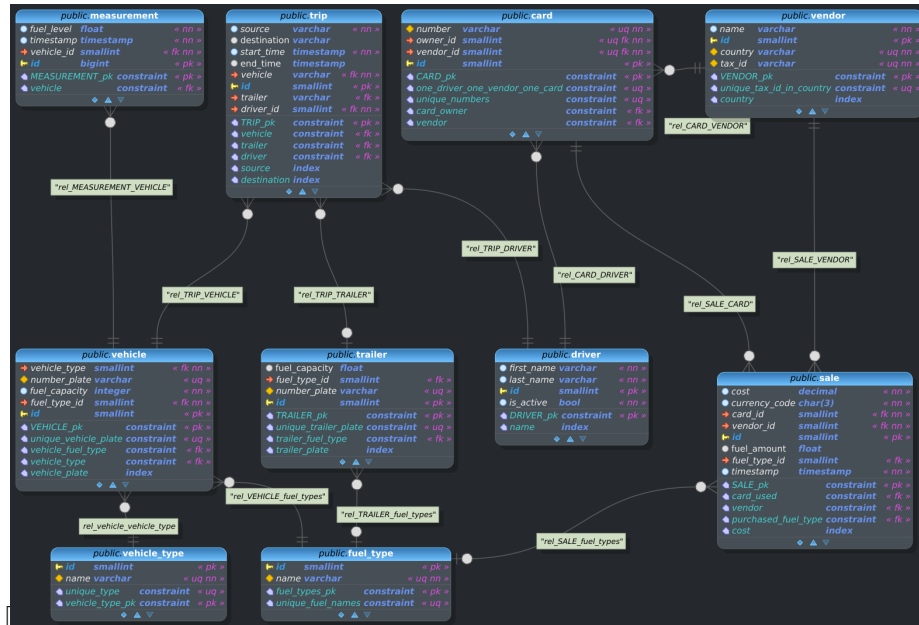 public.measurement
fuel_level float « nn »
timestamp timestamp « nn »
vehicle_id smallint « fk nn »
id bigint « pk »
MEASUREMENT_pk constraint « pk »
vehicle constraint « fk »
public.trip
source varchar « nn »
destination varchar
start_time timestamp « nn »
end_time timestamp
vehicle varchar « fk nn »
id smallint « pk »
trailer varchar « fk »
driver_id smallint « fk nn »
TRIP_pk constraint « pk »
vehicle constraint « fk »
trailer constraint « fk »
driver constraint « fk »
source index
destination index
public.card
number varchar « uq nn »
owner_id smallint « uq fk nn »
vendor_id smallint « uq fk nn »
id smallint « pk »
CARD_pk constraint « pk »
one_driver_one_vendor_one_card constraint « uq »
unique_numbers constraint « uq »
card_owner constraint « fk »
vendor constraint « fk »
public.vendor
name varchar « nn »
id smallint « pk »
country varchar « uq nn »
tax_id varchar « uq nn »
VENDOR_pk constraint « pk »
unique_tax_id_in_country constraint « uq »
country index
"rel_CARD_VENDOR"
"rel_MEASUREMENT_VEHICLE"
"rel_TRIP_DRIVER"
"rel_SALE_VENDOR"
"rel_CARD_DRIVER"
"rel_TRIP_VEHICLE"
"rel_TRIP_TRAILER"
"rel_SALE_CARD"
public.vehicle
vehicle_type smallint « fk nn »
number_plate varchar « uq »
fuel_capacity integer « nn »
fuel_type_id smallint « fk nn »
id smallint « pk »
VEHICLE_pk constraint « pk »
unique_vehicle_plate constraint « uq »
vehicle_fuel_type constraint « fk »
vehicle_type constraint « fk »
vehicle_plate index
public.trailer
fuel_capacity float
fuel_type_id smallint « fk »
number_plate varchar « uq »
id smallint « pk »
TRAILER_pk constraint « pk »
unique_trailer_plate constraint « uq »
trailer_fuel_type constraint « fk »
trailer_plate index
public.driver
first_name varchar « nn »
last_name varchar « nn »
id smallint « pk »
is_active bool « nn »
DRIVER_pk constraint « pk »
name index
public.sale
cost decimal « nn »
currency_code char(3) « nn »
card_id smallint « fk nn »
vendor_id smallint « fk nn »
id smallint « pk »
fuel_amount float
fuel_type_id smallint « fk »
timestamp timestamp « nn »
SALE_pk constraint « pk »
card_used constraint « fk »
vendor constraint « fk »
purchased_fuel_type constraint « fk »
cost index
"rel_VEHICLE_fuel_types"
"rel_TRAILER_fuel_types"
rel_vehicle_vehicle_type
"rel_SALE_fuel_types"
public.vehicle_type
id smallint « pk »
name varchar « uq nn »
unique_type constraint « uq »
vehicle_type_pk constraint « pk »
public.fuel_type
id smallint « pk »
name varchar « uq nn »
fuel_types_pk constraint « pk »
unique_fuel_names constraint « uq »